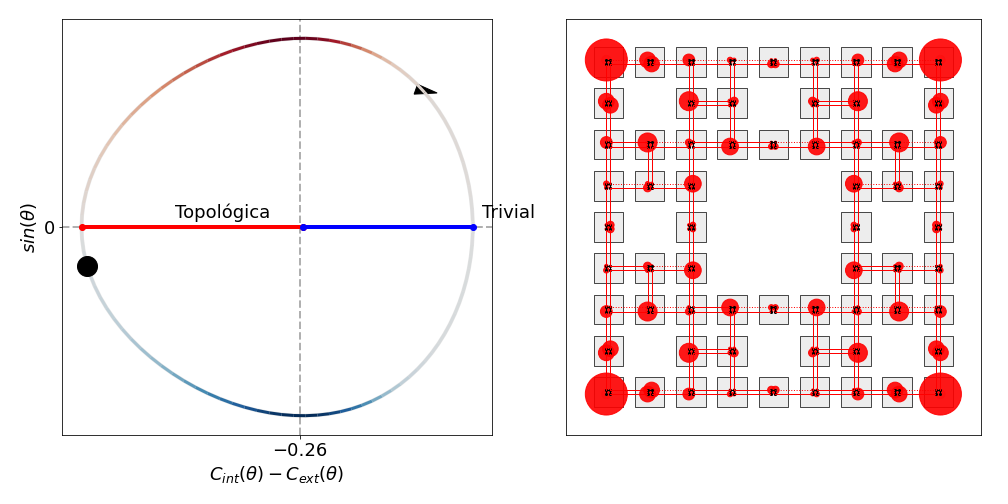 Topológica
Trivial
sin(θ)
0
−0.26
C_int(θ) − C_ext(θ)